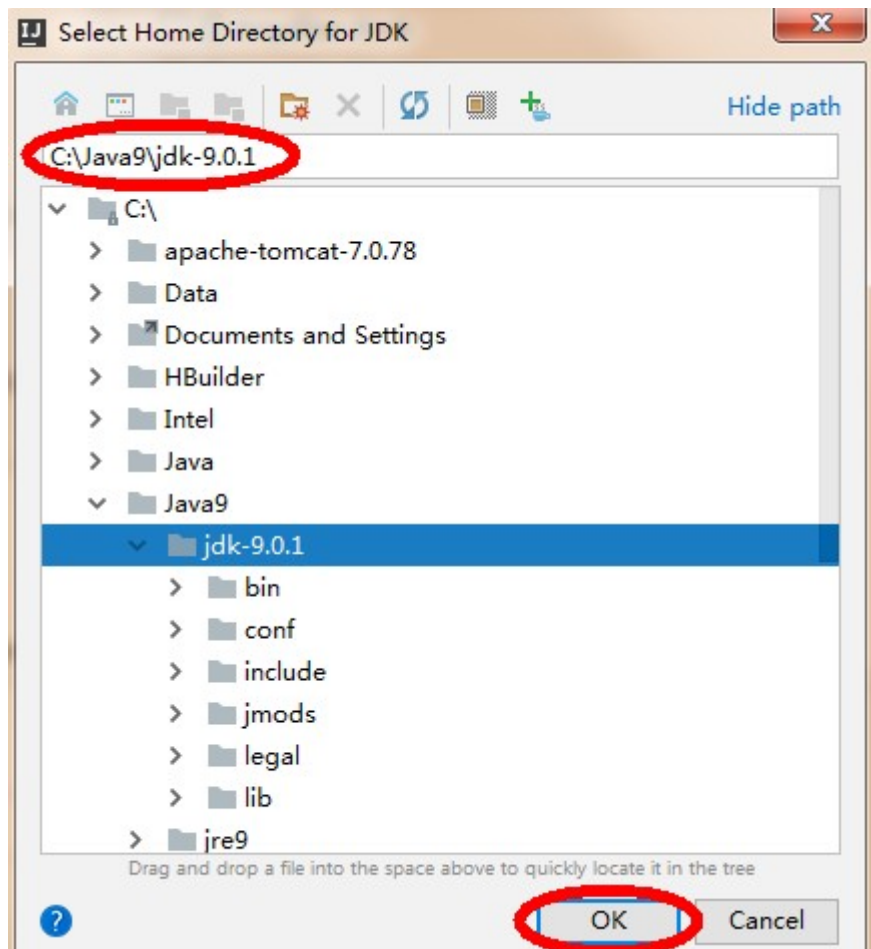 IJ Select Home Directory for JDK
Hide path
C:\Java9\jdk-9.0.1
C:\
apache-tomcat-7.0.78
Data
Documents and Settings
HBuilder
Intel
Java
Java9
jdk-9.0.1
bin
conf
include
jmods
legal
lib
jre9
Drag and drop a file into the space above to quickly locate it in the tree
? OK Cancel